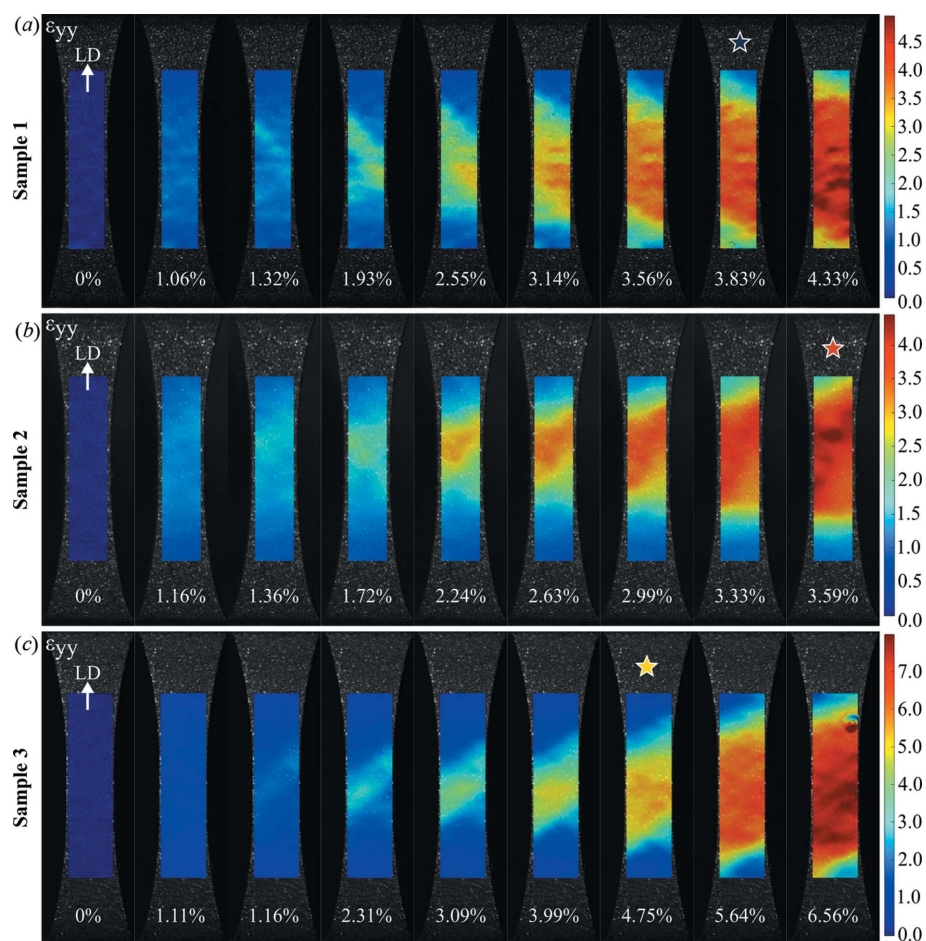 (a) εyy
LD
Sample 1
0% 1.06% 1.32% 1.93% 2.55% 3.14% 3.56% 3.83% 4.33%
4.5
4.0
3.5
3.0
2.5
2.0
1.5
1.0
0.5
0.0
(b) εyy
LD
Sample 2
0% 1.16% 1.36% 1.72% 2.24% 2.63% 2.99% 3.33% 3.59%
4.0
3.5
3.0
2.5
2.0
1.5
1.0
0.5
0.0
(c) εyy
LD
Sample 3
0% 1.11% 1.16% 2.31% 3.09% 3.99% 4.75% 5.64% 6.56%
7.0
6.0
5.0
4.0
3.0
2.0
1.0
0.0